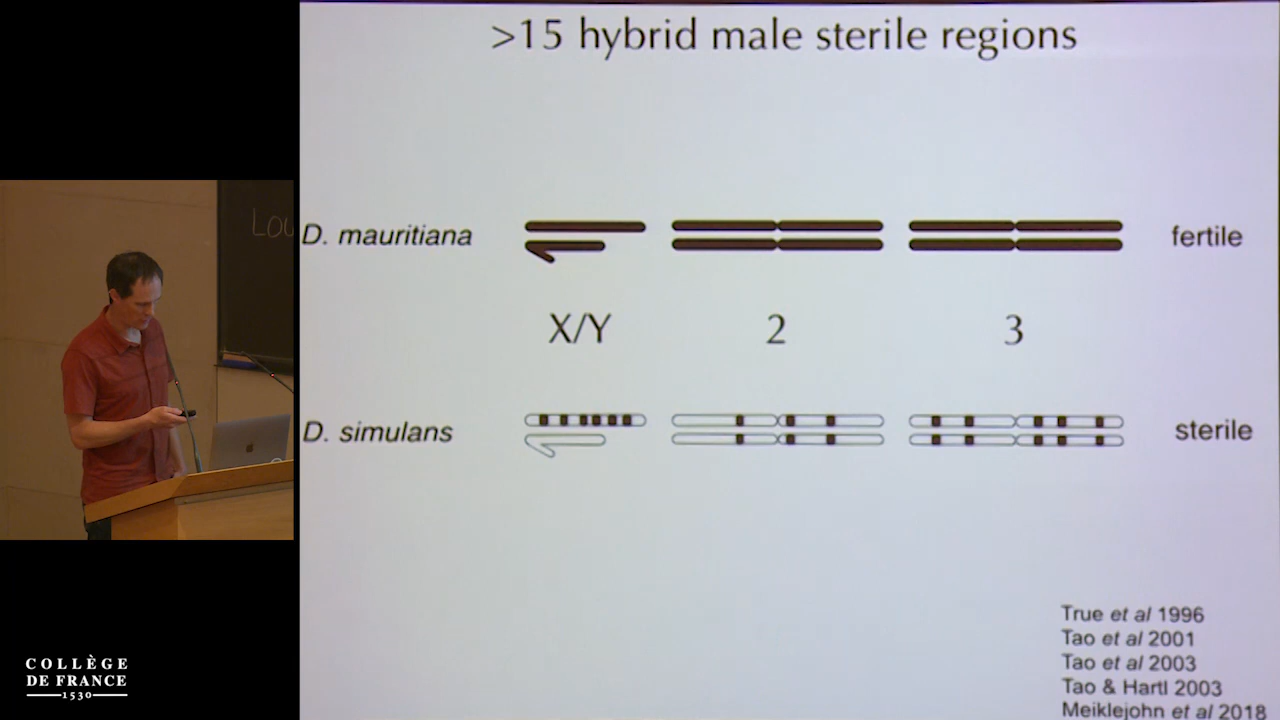 >15 hybrid male sterile regions
LOU
D. mauritiana
fertile
X/Y
2
3
D. simulans
sterile
True et al 1996
Tao et al 2001
Tao et al 2003
Tao & Hartl 2003
Meiklejohn et al 2018
COLLÈGE
DE FRANCE
1530